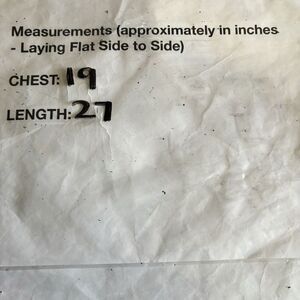 Measurements (approximately in inches
- Laying Flat Side to Side)
CHEST: 19
LENGTH: 27